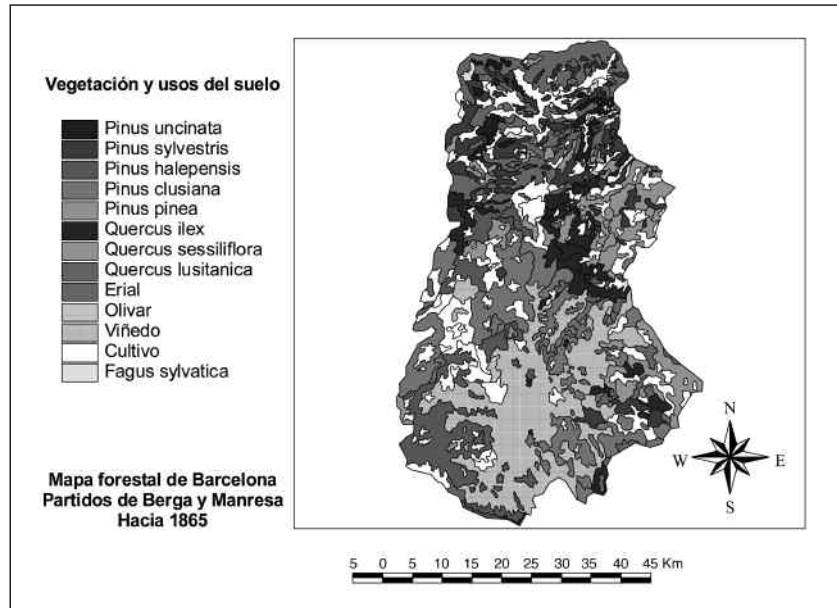 Vegetación y usos del suelo
Pinus uncinata
Pinus sylvestris
Pinus halepensis
Pinus clusiana
Pinus pinea
Quercus ilex
Quercus sessiliflora
Quercus lusitanica
Erial
Olivar
Viñedo
Cultivo
Fagus sylvatica
Mapa forestal de Barcelona
Partidos de Berga y Manresa
Hacia 1865
N
W E
S
5 0 5 10 15 20 25 30 35 40 45 Km